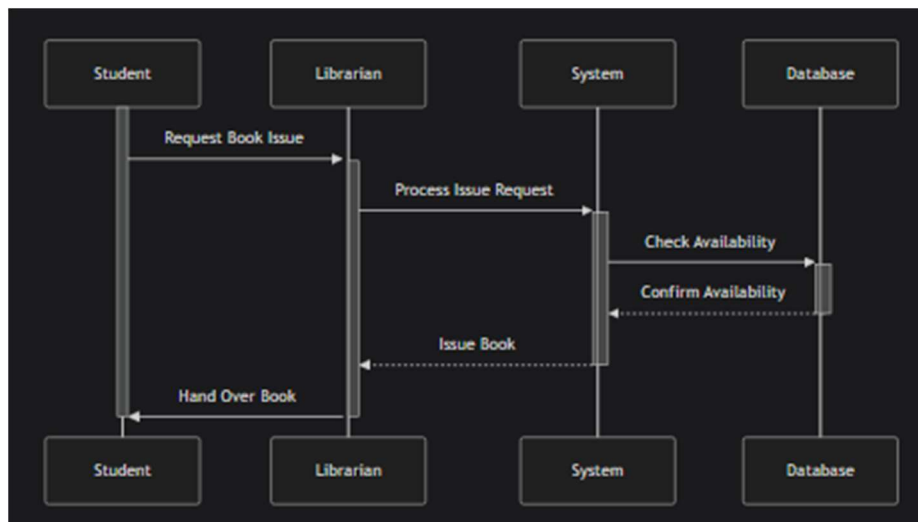 Student
Librarian
System
Database
Request Book Issue
Process Issue Request
Check Availability
Confirm Availability
Issue Book
Hand Over Book
Student
Librarian
System
Database